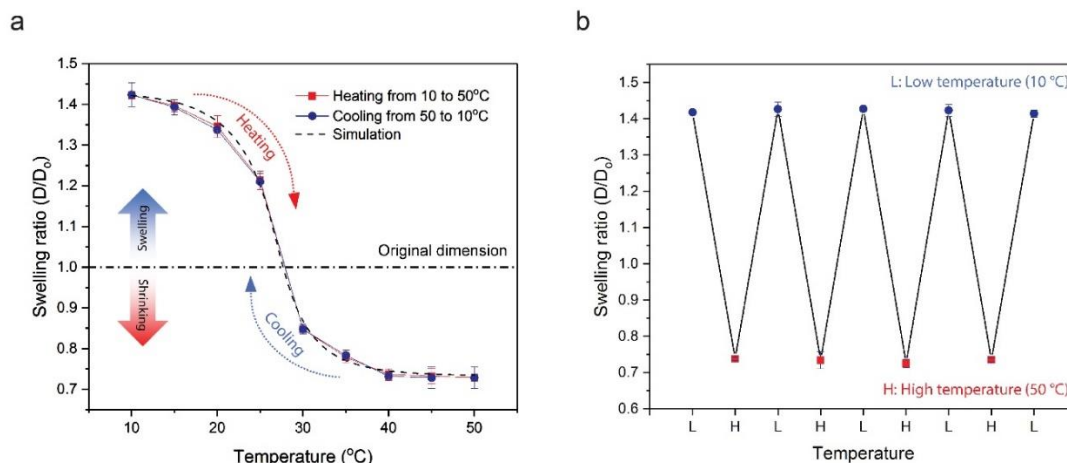 a
Swelling ratio (D/Do)
1.5
1.4
1.3
1.2
1.1
1.0
0.9
0.8
0.7
Heating from 10 to 50°C
Cooling from 50 to 10°C
Simulation
Heating
Swelling
Original dimension
Shrinking
Cooling
10 20 30 40 50
Temperature (°C)
b
Swelling ratio (D/Do)
1.5
1.4
1.3
1.2
1.1
1.0
0.9
0.8
0.7
0.6
L: Low temperature (10 °C)
H: High temperature (50 °C)
L H L H L H L H L
Temperature